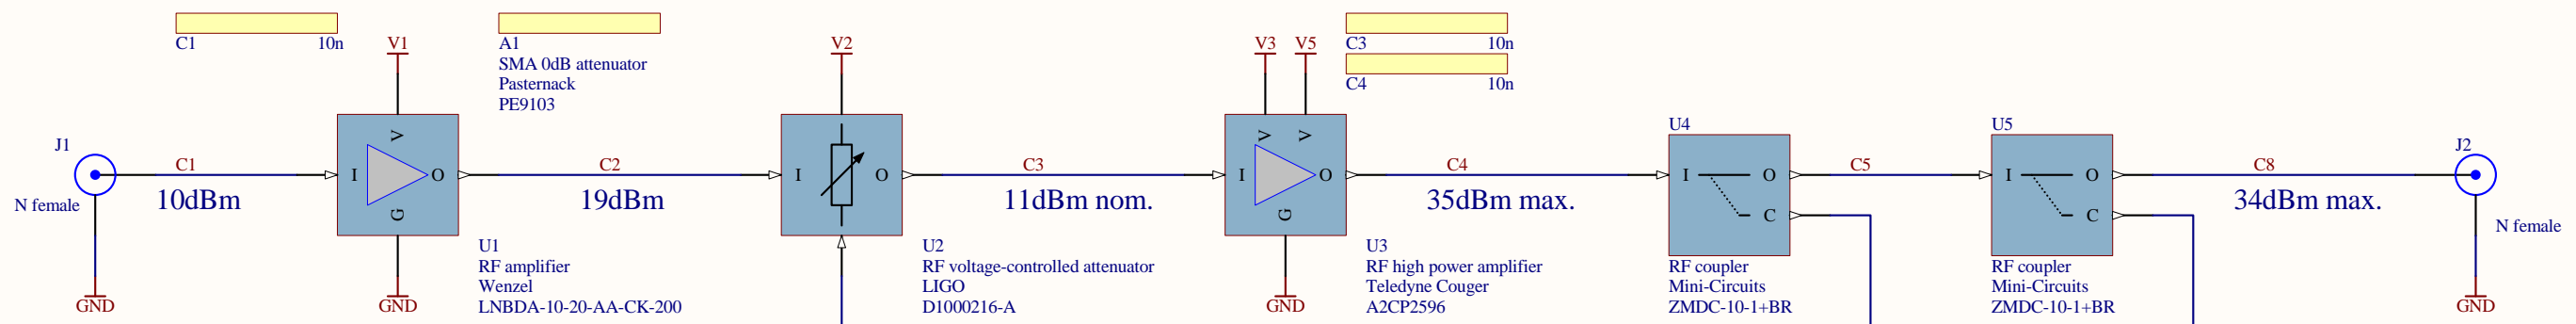 C1 10n
A1
SMA 0dB attenuator
Pasternack
PE9103
C3 10n
C4 10n
V1
V2
V3 V5
J1
N female
GND
C1
10dBm
I V O G
GND
U1
RF amplifier
Wenzel
LNBDA-10-20-AA-CK-200
C2
19dBm
I O
U2
RF voltage-controlled attenuator
LIGO
D1000216-A
C3
11dBm nom.
I V V O G
GND
U3
RF high power amplifier
Teledyne Couger
A2CP2596
C4
35dBm max.
U4
I O
C
RF coupler
Mini-Circuits
ZMDC-10-1+BR
C5
U5
I O
C
RF coupler
Mini-Circuits
ZMDC-10-1+BR
C8
34dBm max.
J2
N female
GND